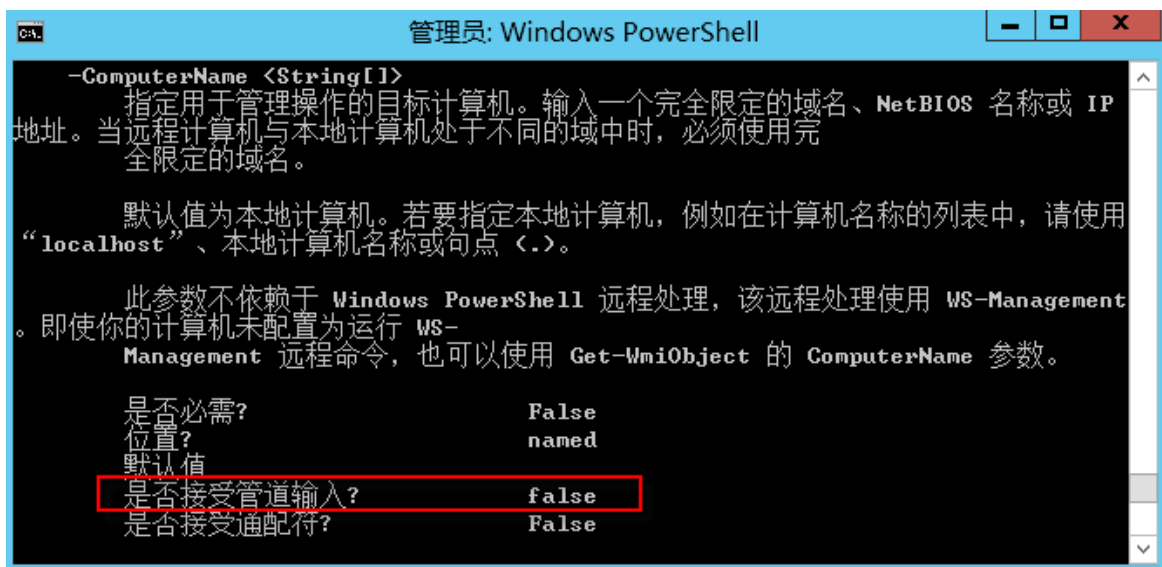 管理员: Windows PowerShell
-ComputerName <String[]>
指定用于管理操作的目标计算机。输入一个完全限定的域名、NetBIOS 名称或 IP
地址。当远程计算机与本地计算机处于不同的域中时，必须使用完
全限定的域名。
默认值为本地计算机。若要指定本地计算机，例如在计算机名称的列表中，请使用
“localhost”、本地计算机名称或句点 (.)。
此参数不依赖于 Windows PowerShell 远程处理，该远程处理使用 WS-Management
。即使你的计算机未配置为运行 WS-
Management 远程命令，也可以使用 Get-WmiObject 的 ComputerName 参数。
是否必需? False
位置? named
默认值
是否接受管道输入? false
是否接受通配符? False